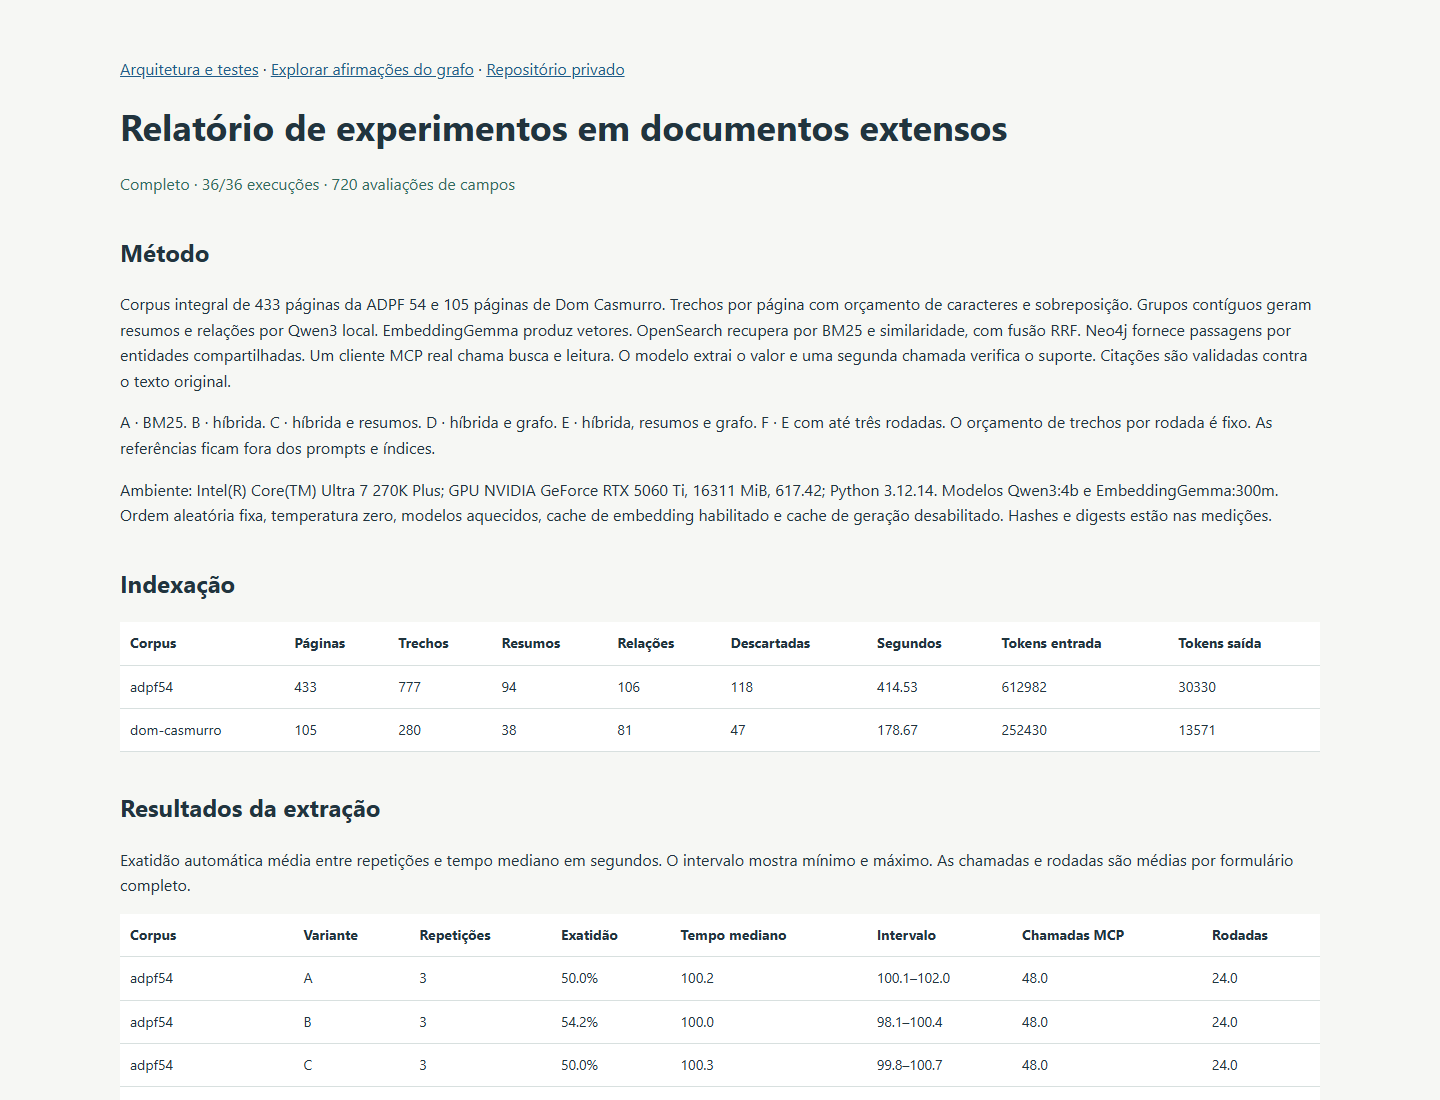 Arquitetura e testes · Explorar afirmações do grafo · Repositório privado
Relatório de experimentos em documentos extensos
Completo · 36/36 execuções · 720 avaliações de campos
Método
Corpus integral de 433 páginas da ADPF 54 e 105 páginas de Dom Casmurro. Trechos por página com orçamento de caracteres e sobreposição. Grupos contíguos geram
resumos e relações por Qwen3 local. EmbeddingGemma produz vetores. OpenSearch recupera por BM25 e similaridade, com fusão RRF. Neo4j fornece passagens por
entidades compartilhadas. Um cliente MCP real chama busca e leitura. O modelo extrai o valor e uma segunda chamada verifica o suporte. Citações são validadas contra
o texto original.
A · BM25. B · híbrida. C · híbrida e resumos. D · híbrida e grafo. E · híbrida, resumos e grafo. F · E com até três rodadas. O orçamento de trechos por rodada é fixo. As
referências ficam fora dos prompts e índices.
Ambiente: Intel(R) Core(TM) Ultra 7 270K Plus; GPU NVIDIA GeForce RTX 5060 Ti, 16311 MiB, 617.42; Python 3.12.14. Modelos Qwen3:4b e EmbeddingGemma:300m.
Ordem aleatória fixa, temperatura zero, modelos aquecidos, cache de embedding habilitado e cache de geração desabilitado. Hashes e digests estão nas medições.
Indexação
Corpus Páginas Trechos Resumos Relações Descartadas Segundos Tokens entrada Tokens saída
adpf54 433 777 94 106 118 414.53 612982 30330
dom-casmurro 105 280 38 81 47 178.67 252430 13571
Resultados da extração
Exatidão automática média entre repetições e tempo mediano em segundos. O intervalo mostra mínimo e máximo. As chamadas e rodadas são médias por formulário
completo.
Corpus Variante Repetições Exatidão Tempo mediano Intervalo Chamadas MCP Rodadas
adpf54 A 3 50.0% 100.2 100.1–102.0 48.0 24.0
adpf54 B 3 54.2% 100.0 98.1–100.4 48.0 24.0
adpf54 C 3 50.0% 100.3 99.8–100.7 48.0 24.0